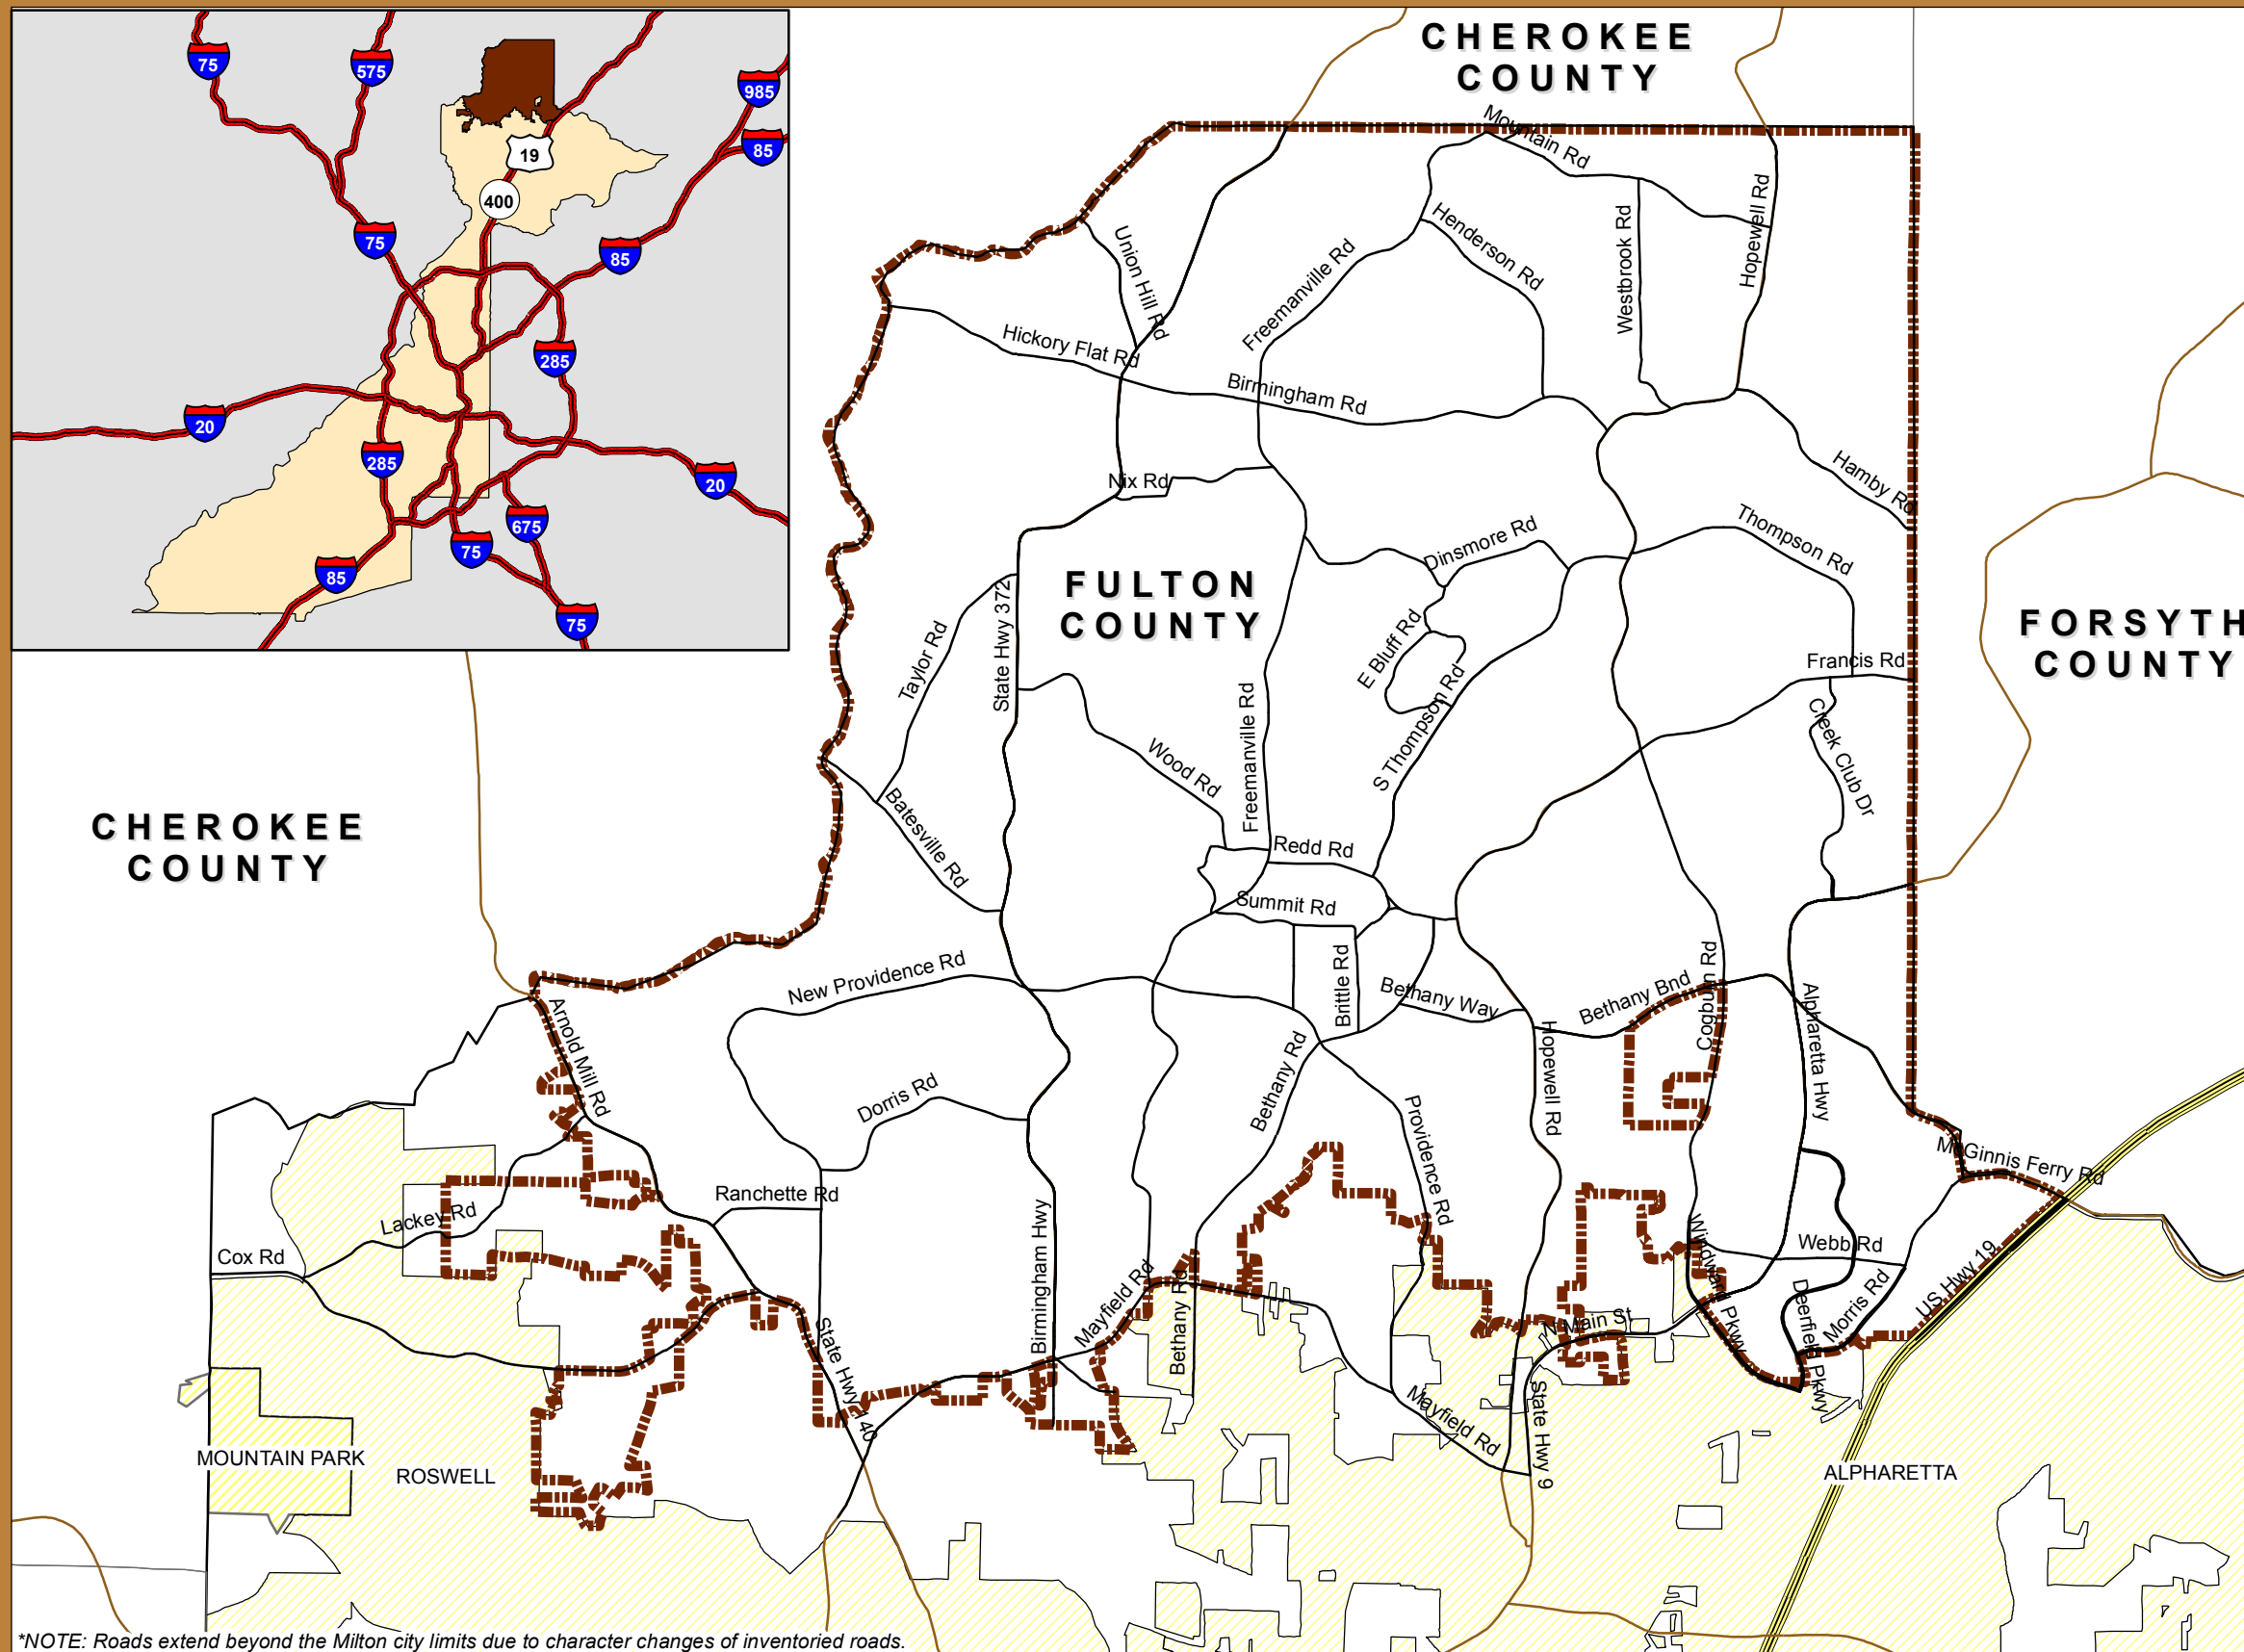 CHEROKEE
COUNTY
75
575
985
85
19
400
75
85
285
20
285
20
675
75
85
75
Mountain Rd
Hopewell Rd
Westbrook Rd
Henderson Rd
Freemanville Rd
Union Hill Rd
Hickory Flat Rd
Birmingham Rd
Nix Rd
Hamby Rd
Thompson Rd
Dinsmore Rd
FULTON
COUNTY
State Hwy 372
Taylor Rd
E Bluff Rd
S Thompson Rd
Francis Rd
Creek Club Dr
FORSYTH
COUNTY
Freemanville Rd
Wood Rd
Batesville Rd
Redd Rd
Summit Rd
CHEROKEE
COUNTY
New Providence Rd
Brittle Rd
Bethany Way
Bethany Bnd
Cogburn Rd
Alpharetta Hwy
Arnold Mill Rd
Dorris Rd
Bethany Rd
Providence Rd
Hopewell Rd
McGinnis Ferry Rd
Ranchette Rd
Lackey Rd
Cox Rd
Birmingham Hwy
Mayfield Rd
Bethany Rd
Windward Pkwy
Webb Rd
Deerfield Pkwy
Morris Rd
US Hwy 19
N Main St
State Hwy 140
Mayfield Rd
State Hwy 9
MOUNTAIN PARK
ROSWELL
ALPHARETTA
*NOTE: Roads extend beyond the Milton city limits due to character changes of inventoried roads.